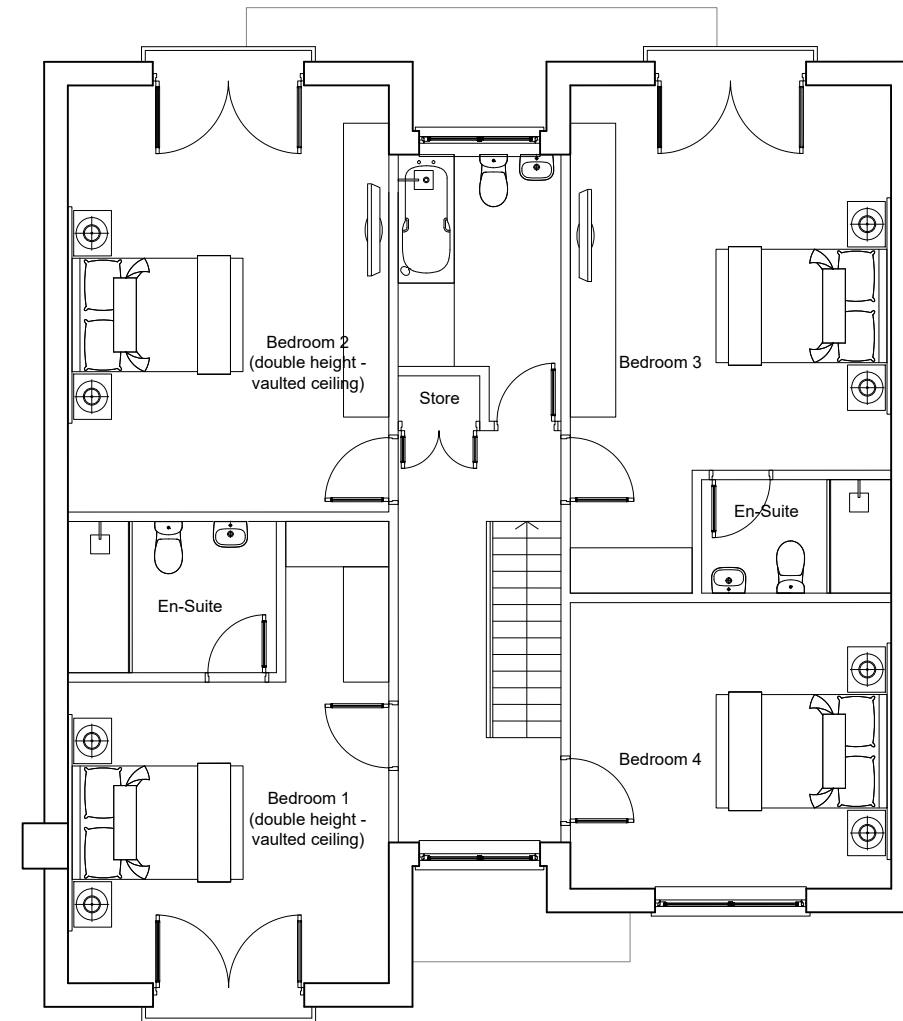 Bedroom 2
(double height -
vaulted ceiling)
Bedroom 3
Store
En-Suite
En-Suite
Bedroom 4
Bedroom 1
(double height -
vaulted ceiling)